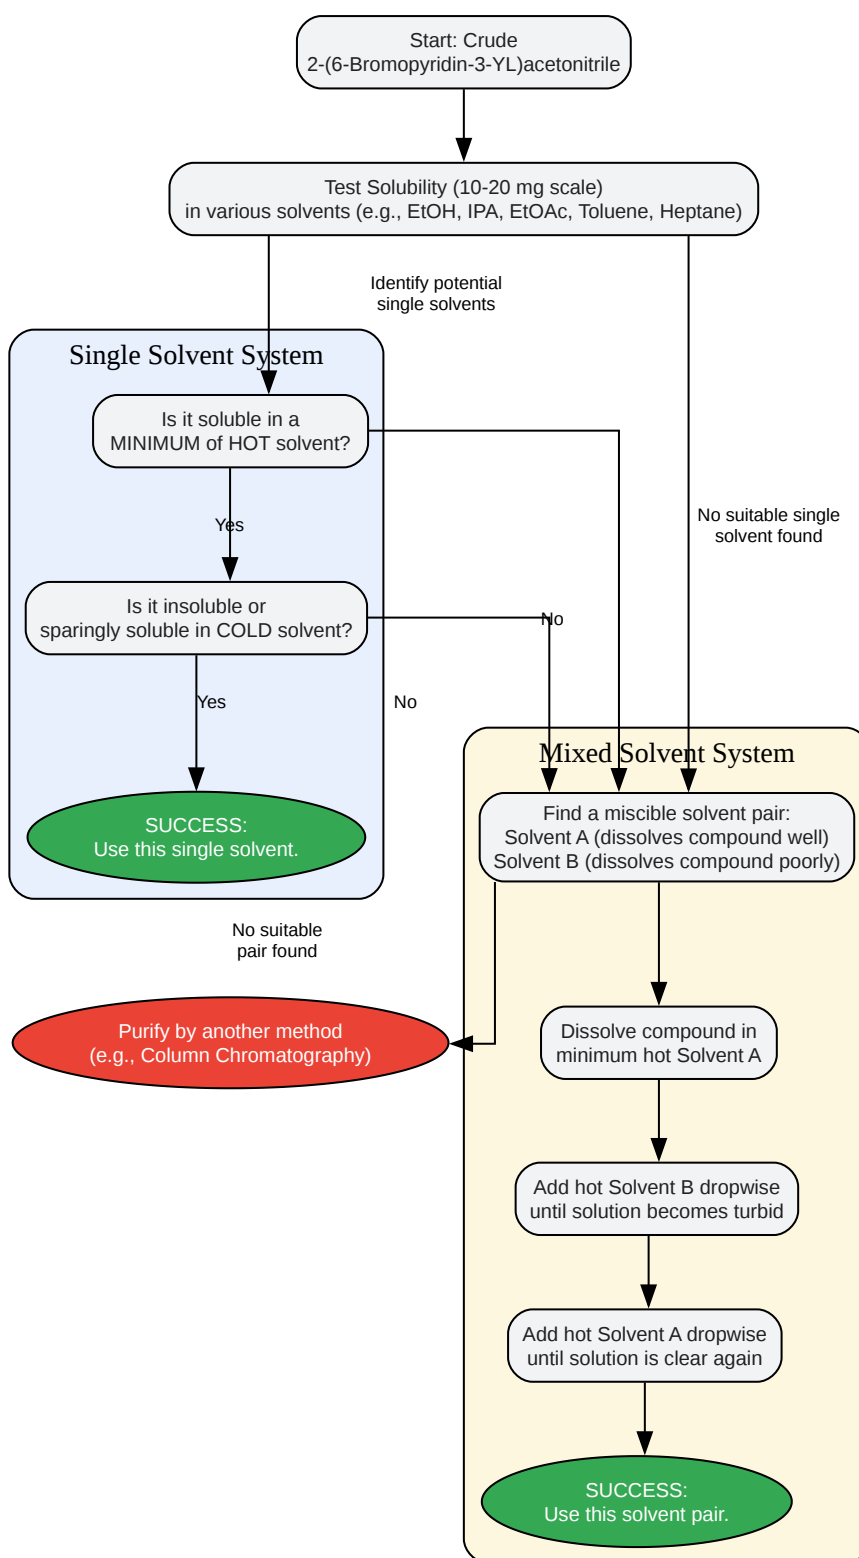 Start: Crude
2-(6-Bromopyridin-3-YL)acetonitrile
Test Solubility (10-20 mg scale)
in various solvents (e.g., EtOH, IPA, EtOAc, Toluene, Heptane)
Identify potential
single solvents
Single Solvent System
Is it soluble in a
MINIMUM of HOT solvent?
Yes
No suitable single
solvent found
Is it insoluble or
sparingly soluble in COLD solvent?
No
Yes
No
Mixed Solvent System
SUCCESS:
Use this single solvent.
Find a miscible solvent pair:
Solvent A (dissolves compound well)
Solvent B (dissolves compound poorly)
No suitable
pair found
Purify by another method
(e.g., Column Chromatography)
Dissolve compound in
minimum hot Solvent A
Add hot Solvent B dropwise
until solution becomes turbid
Add hot Solvent A dropwise
until solution is clear again
SUCCESS:
Use this solvent pair.